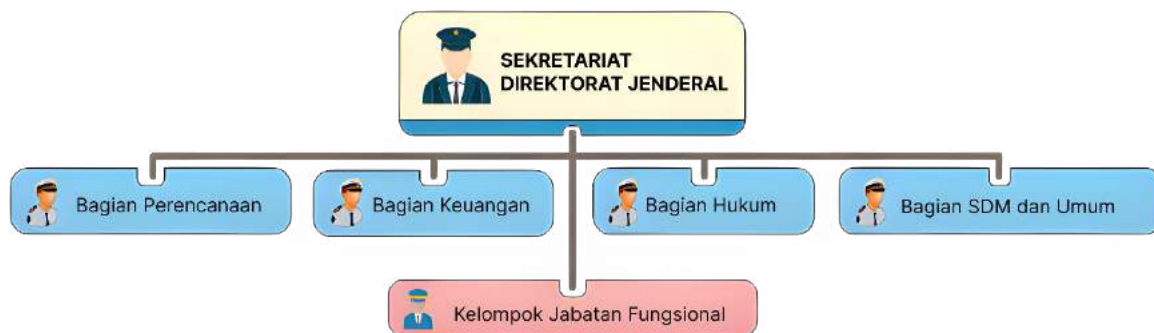 SEKRETARIAT
DIREKTORAT JENDERAL
Bagian Perencanaan
Bagian Keuangan
Bagian Hukum
Bagian SDM dan Umum
Kelompok Jabatan Fungsional